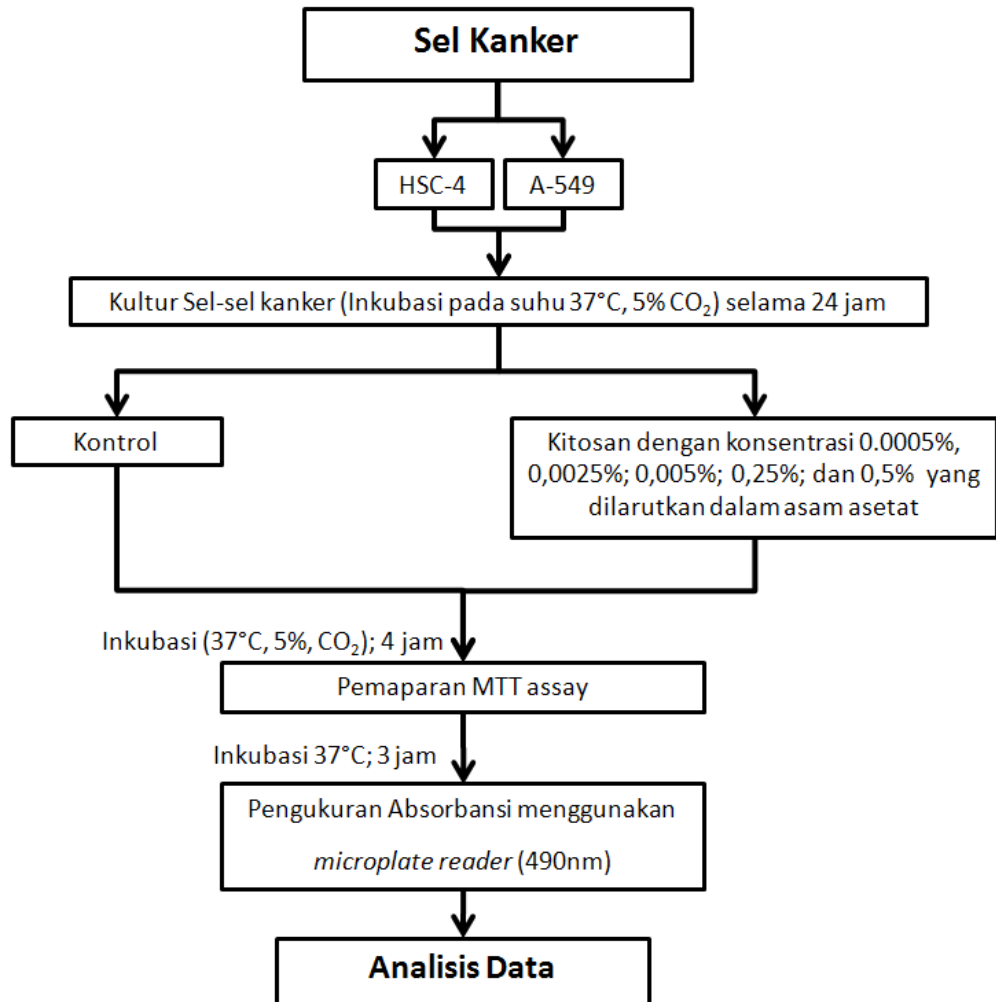 Sel Kanker
HSC-4
A-549
Kultur Sel-sel kanker (Inkubasi pada suhu 37°C, 5% CO₂) selama 24 jam
Kontrol
Kitosan dengan konsentrasi 0.0005%,
0,0025%; 0,005%; 0,25%; dan 0,5% yang
dilarutkan dalam asam asetat
Inkubasi (37°C, 5%, CO₂); 4 jam
Pemaparan MTT assay
Inkubasi 37°C; 3 jam
Pengukuran Absorbansi menggunakan
microplate reader (490nm)
Analisis Data